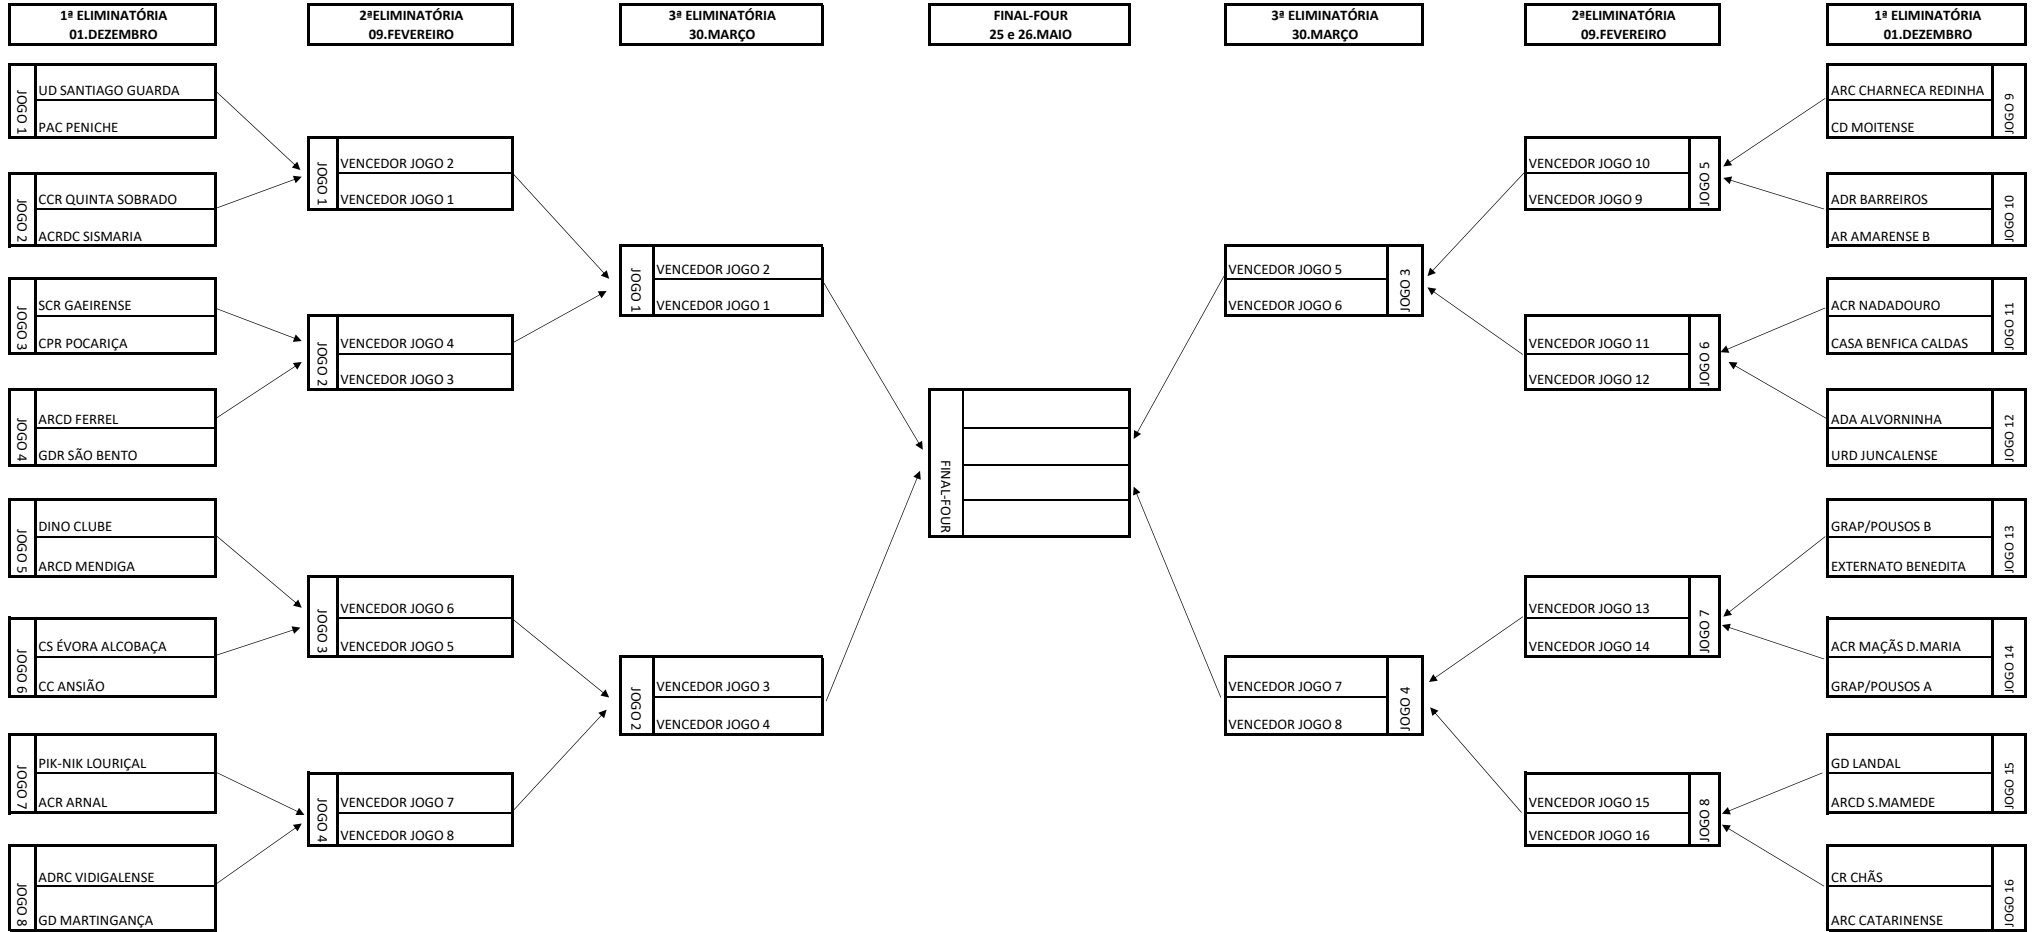 1ª ELIMINATÓRIA
01.DEZEMBRO
2ªELIMINATÓRIA
09.FEVEREIRO
3ª ELIMINATÓRIA
30.MARÇO
FINAL-FOUR
25 e 26.MAIO
3ª ELIMINATÓRIA
30.MARÇO
2ªELIMINATÓRIA
09.FEVEREIRO
1ª ELIMINATÓRIA
01.DEZEMBRO
JOGO 1
UD SANTIAGO GUARDA
PAC PENICHE
JOGO 2
CCR QUINTA SOBRADO
ACRDC SISMARIA
JOGO 3
SCR GAEIRENSE
CPR POCARIÇA
JOGO 4
ARCD FERREL
GDR SÃO BENTO
JOGO 5
DINO CLUBE
ARCD MENDIGA
JOGO 6
CS ÉVORA ALCOBAÇA
CC ANSIÃO
JOGO 7
PIK-NIK LOURIÇAL
ACR ARNAL
JOGO 8
ADRC VIDIGALENSE
GD MARTINGANÇA
JOGO 1
VENCEDOR JOGO 2
VENCEDOR JOGO 1
JOGO 2
VENCEDOR JOGO 4
VENCEDOR JOGO 3
JOGO 3
VENCEDOR JOGO 6
VENCEDOR JOGO 5
JOGO 4
VENCEDOR JOGO 7
VENCEDOR JOGO 8
JOGO 1
VENCEDOR JOGO 2
VENCEDOR JOGO 1
JOGO 2
VENCEDOR JOGO 3
VENCEDOR JOGO 4
FINAL-FOUR
VENCEDOR JOGO 5
VENCEDOR JOGO 6
JOGO 3
VENCEDOR JOGO 7
VENCEDOR JOGO 8
JOGO 4
VENCEDOR JOGO 10
VENCEDOR JOGO 9
JOGO 5
VENCEDOR JOGO 11
VENCEDOR JOGO 12
JOGO 6
VENCEDOR JOGO 13
VENCEDOR JOGO 14
JOGO 7
VENCEDOR JOGO 15
VENCEDOR JOGO 16
JOGO 8
ARC CHARNECA REDINHA
CD MOITENSE
JOGO 9
ADR BARREIROS
AR AMARENSE B
JOGO 10
ACR NADADOURO
CASA BENFICA CALDAS
JOGO 11
ADA ALVORNINHA
URD JUNCALENSE
JOGO 12
GRAP/POUSOS B
EXTERNATO BENEDITA
JOGO 13
ACR MAÇÃS D.MARIA
GRAP/POUSOS A
JOGO 14
GD LANDAL
ARCD S.MAMEDE
JOGO 15
CR CHÃS
ARC CATARINENSE
JOGO 16